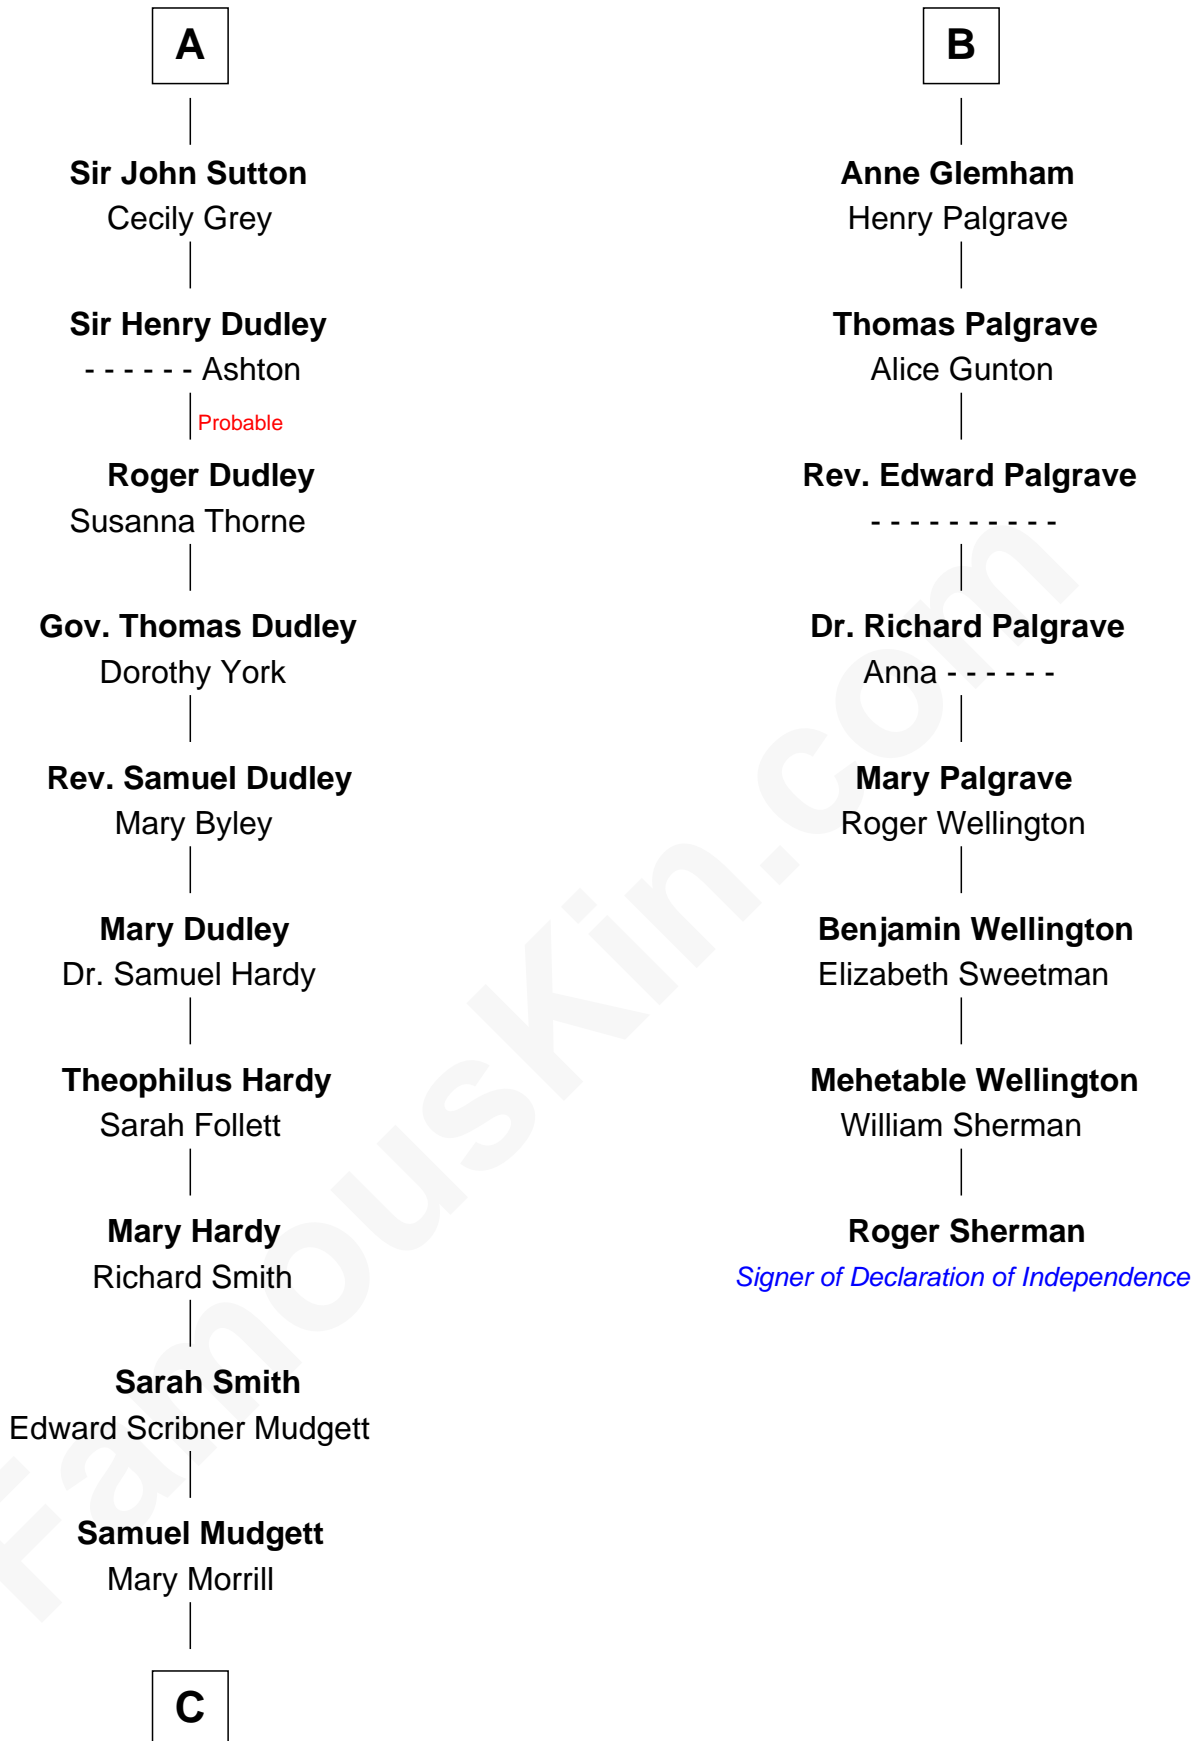 A
Sir John Sutton
Cecily Grey
Sir Henry Dudley
- - - - - - Ashton
Probable
Roger Dudley
Susanna Thorne
Gov. Thomas Dudley
Dorothy York
Rev. Samuel Dudley
Mary Byley
Mary Dudley
Dr. Samuel Hardy
Theophilus Hardy
Sarah Follett
Mary Hardy
Richard Smith
Sarah Smith
Edward Scribner Mudgett
Samuel Mudgett
Mary Morrill
C
B
Anne Glemham
Henry Palgrave
Thomas Palgrave
Alice Gunton
Rev. Edward Palgrave
- - - - - - - - - -
Dr. Richard Palgrave
Anna - - - - - -
Mary Palgrave
Roger Wellington
Benjamin Wellington
Elizabeth Sweetman
Mehetable Wellington
William Sherman
Roger Sherman
Signer of Declaration of Independence
FamousKin.com